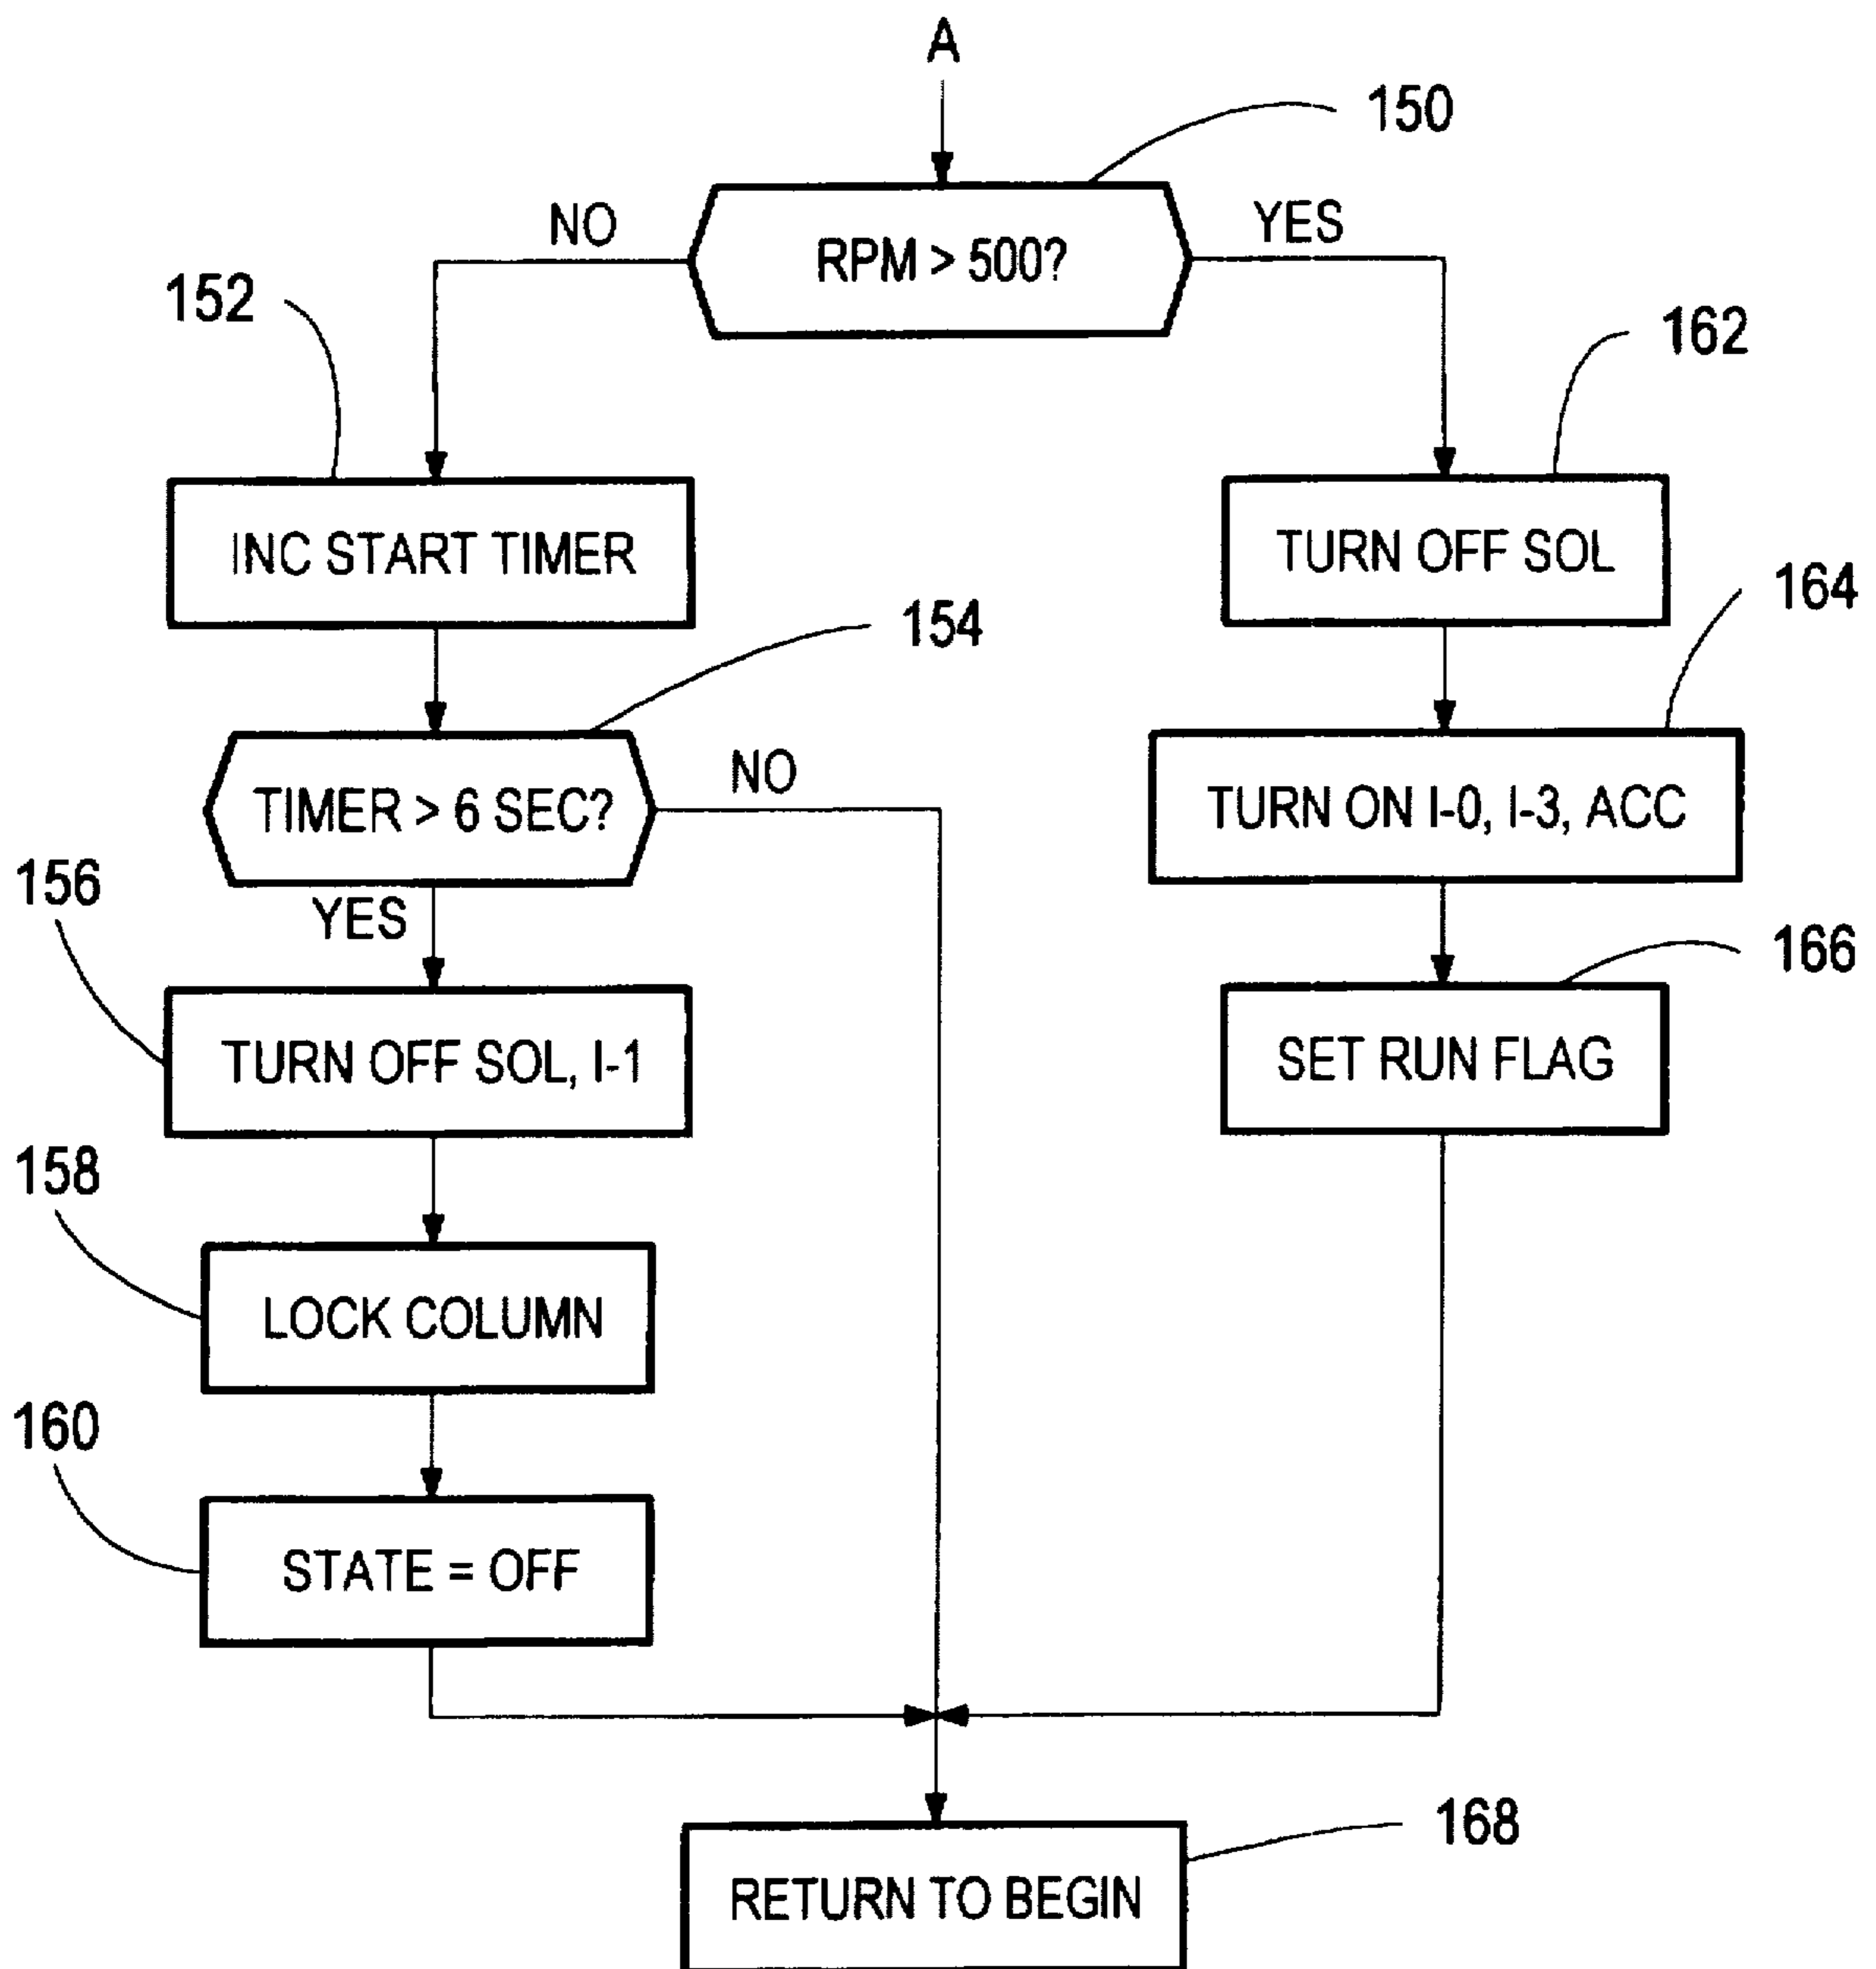 A
150
NO
RPM > 500?
YES
152
162
INC START TIMER
TURN OFF SOL
154
164
TIMER > 6 SEC?
NO
TURN ON I-0, I-3, ACC
156
YES
166
TURN OFF SOL, I-1
SET RUN FLAG
158
LOCK COLUMN
160
STATE = OFF
168
RETURN TO BEGIN